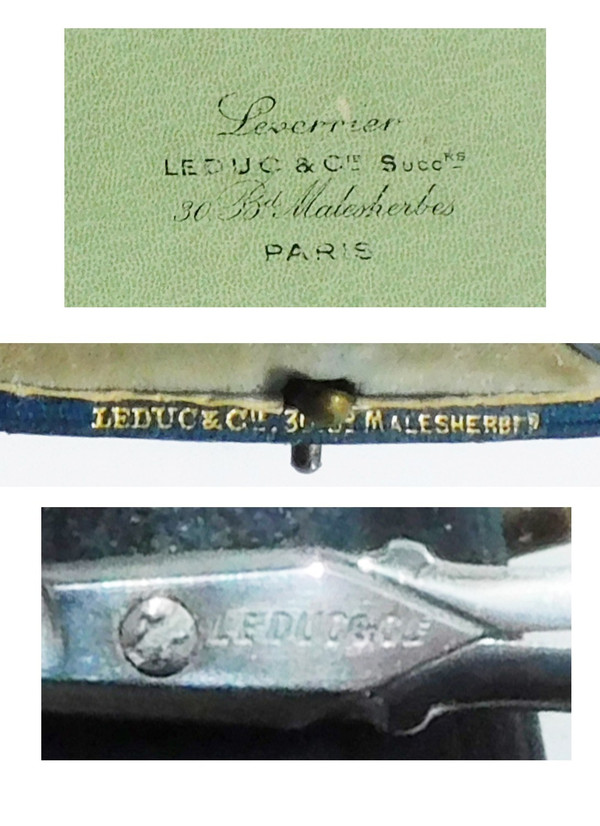 Leverrier
LEDUC & Cᴵᴱ Succᴿˢ
30. Bᵈ Malesherbes
PARIS
LEDUC & Cᴵᴱ. 30 Bᴰ MALESHERBES
LEDUC & CIE